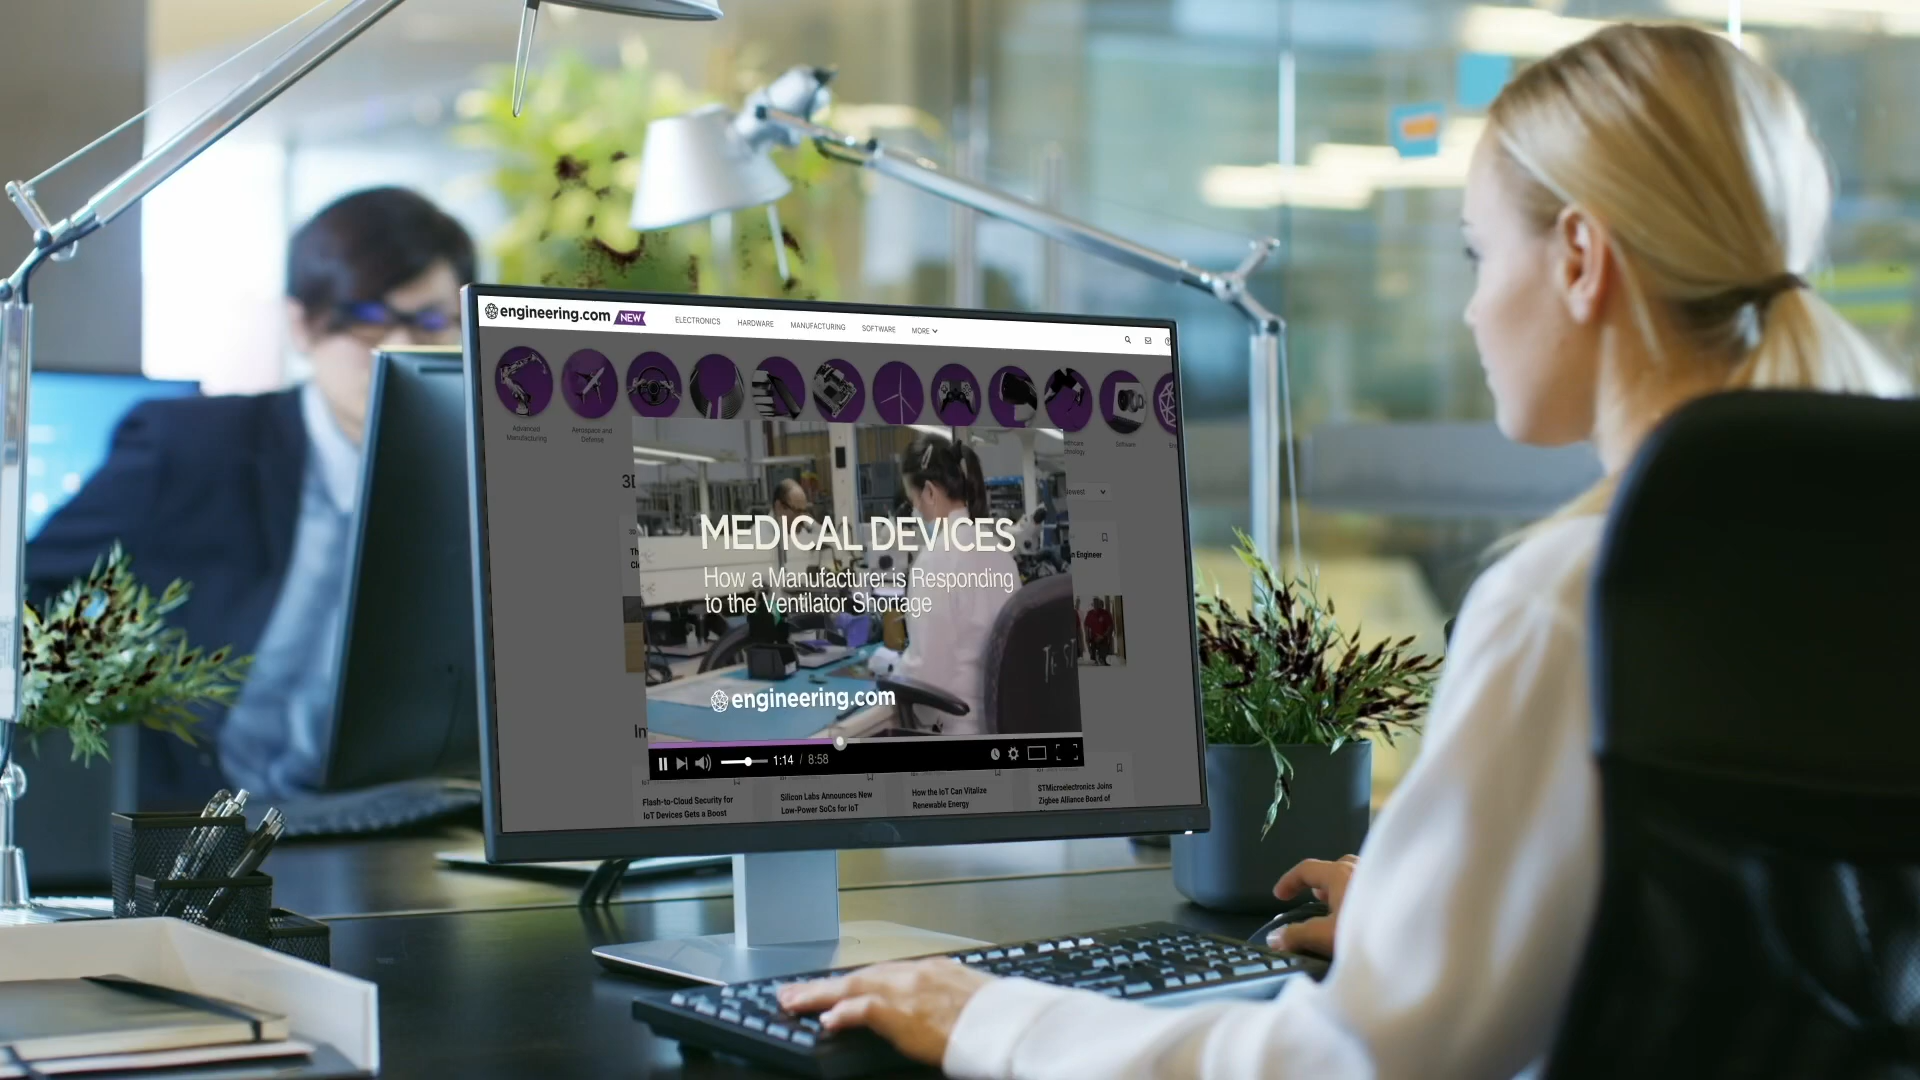 engineering.com NEW
ELECTRONICS HARDWARE MANUFACTURING SOFTWARE MORE
Advanced
Manufacturing
Aerospace and
Defense
Software
3D
MEDICAL DEVICES
How a Manufacturer is Responding
to the Ventilator Shortage
engineering.com
1:14 / 8:58
Engineer
Flash-to-Cloud Security for
IoT Devices Gets a Boost
Silicon Labs Announces New
Low-Power SoCs for IoT
How the IoT Can Vitalize
Renewable Energy
STMicroelectronics Joins
Zigbee Alliance Board of